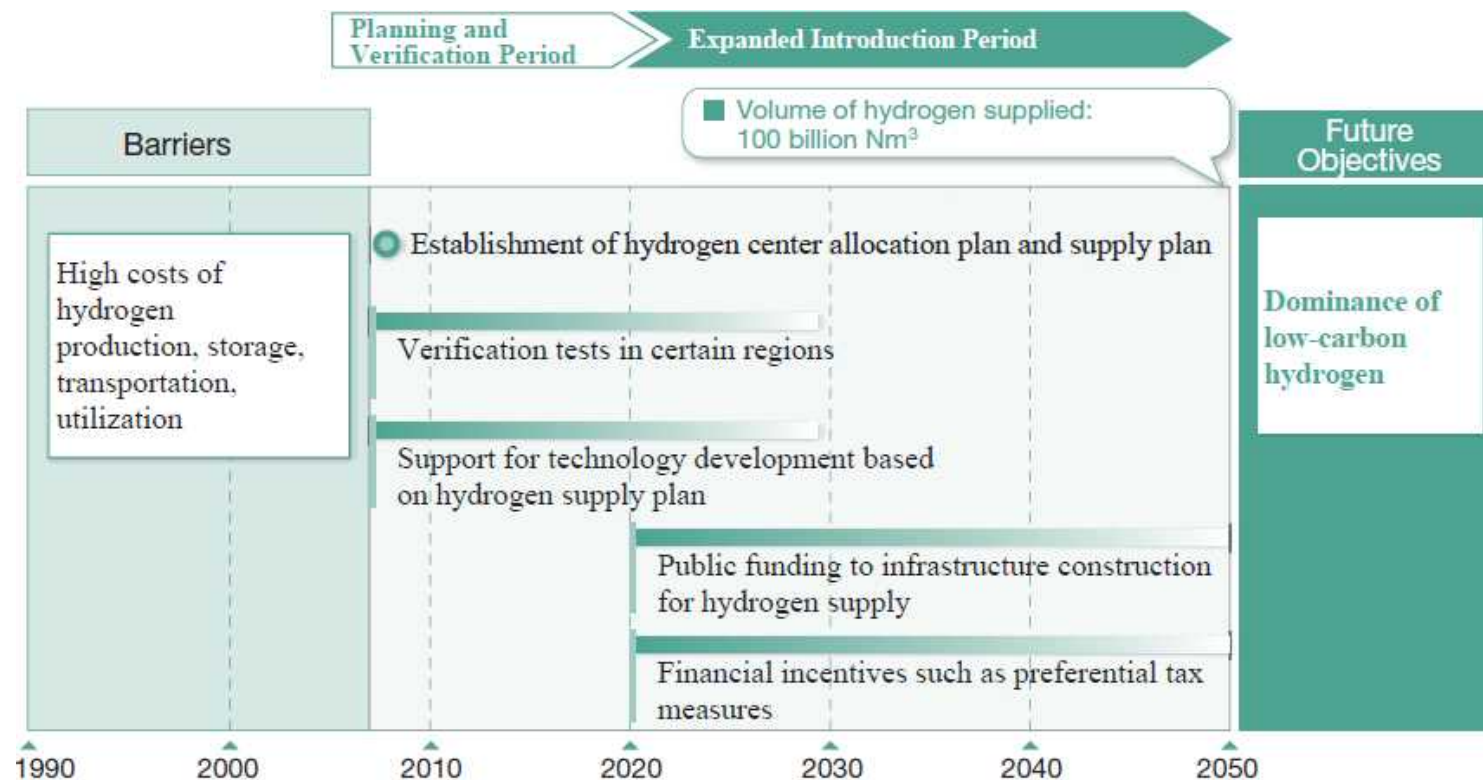 Planning and
Verification Period
Expanded Introduction Period
Volume of hydrogen supplied:
100 billion Nm³
Barriers
Future
Objectives
High costs of
hydrogen
production, storage,
transportation,
utilization
Establishment of hydrogen center allocation plan and supply plan
Verification tests in certain regions
Support for technology development based
on hydrogen supply plan
Public funding to infrastructure construction
for hydrogen supply
Financial incentives such as preferential tax
measures
Dominance of
low-carbon
hydrogen
1990 2000 2010 2020 2030 2040 2050